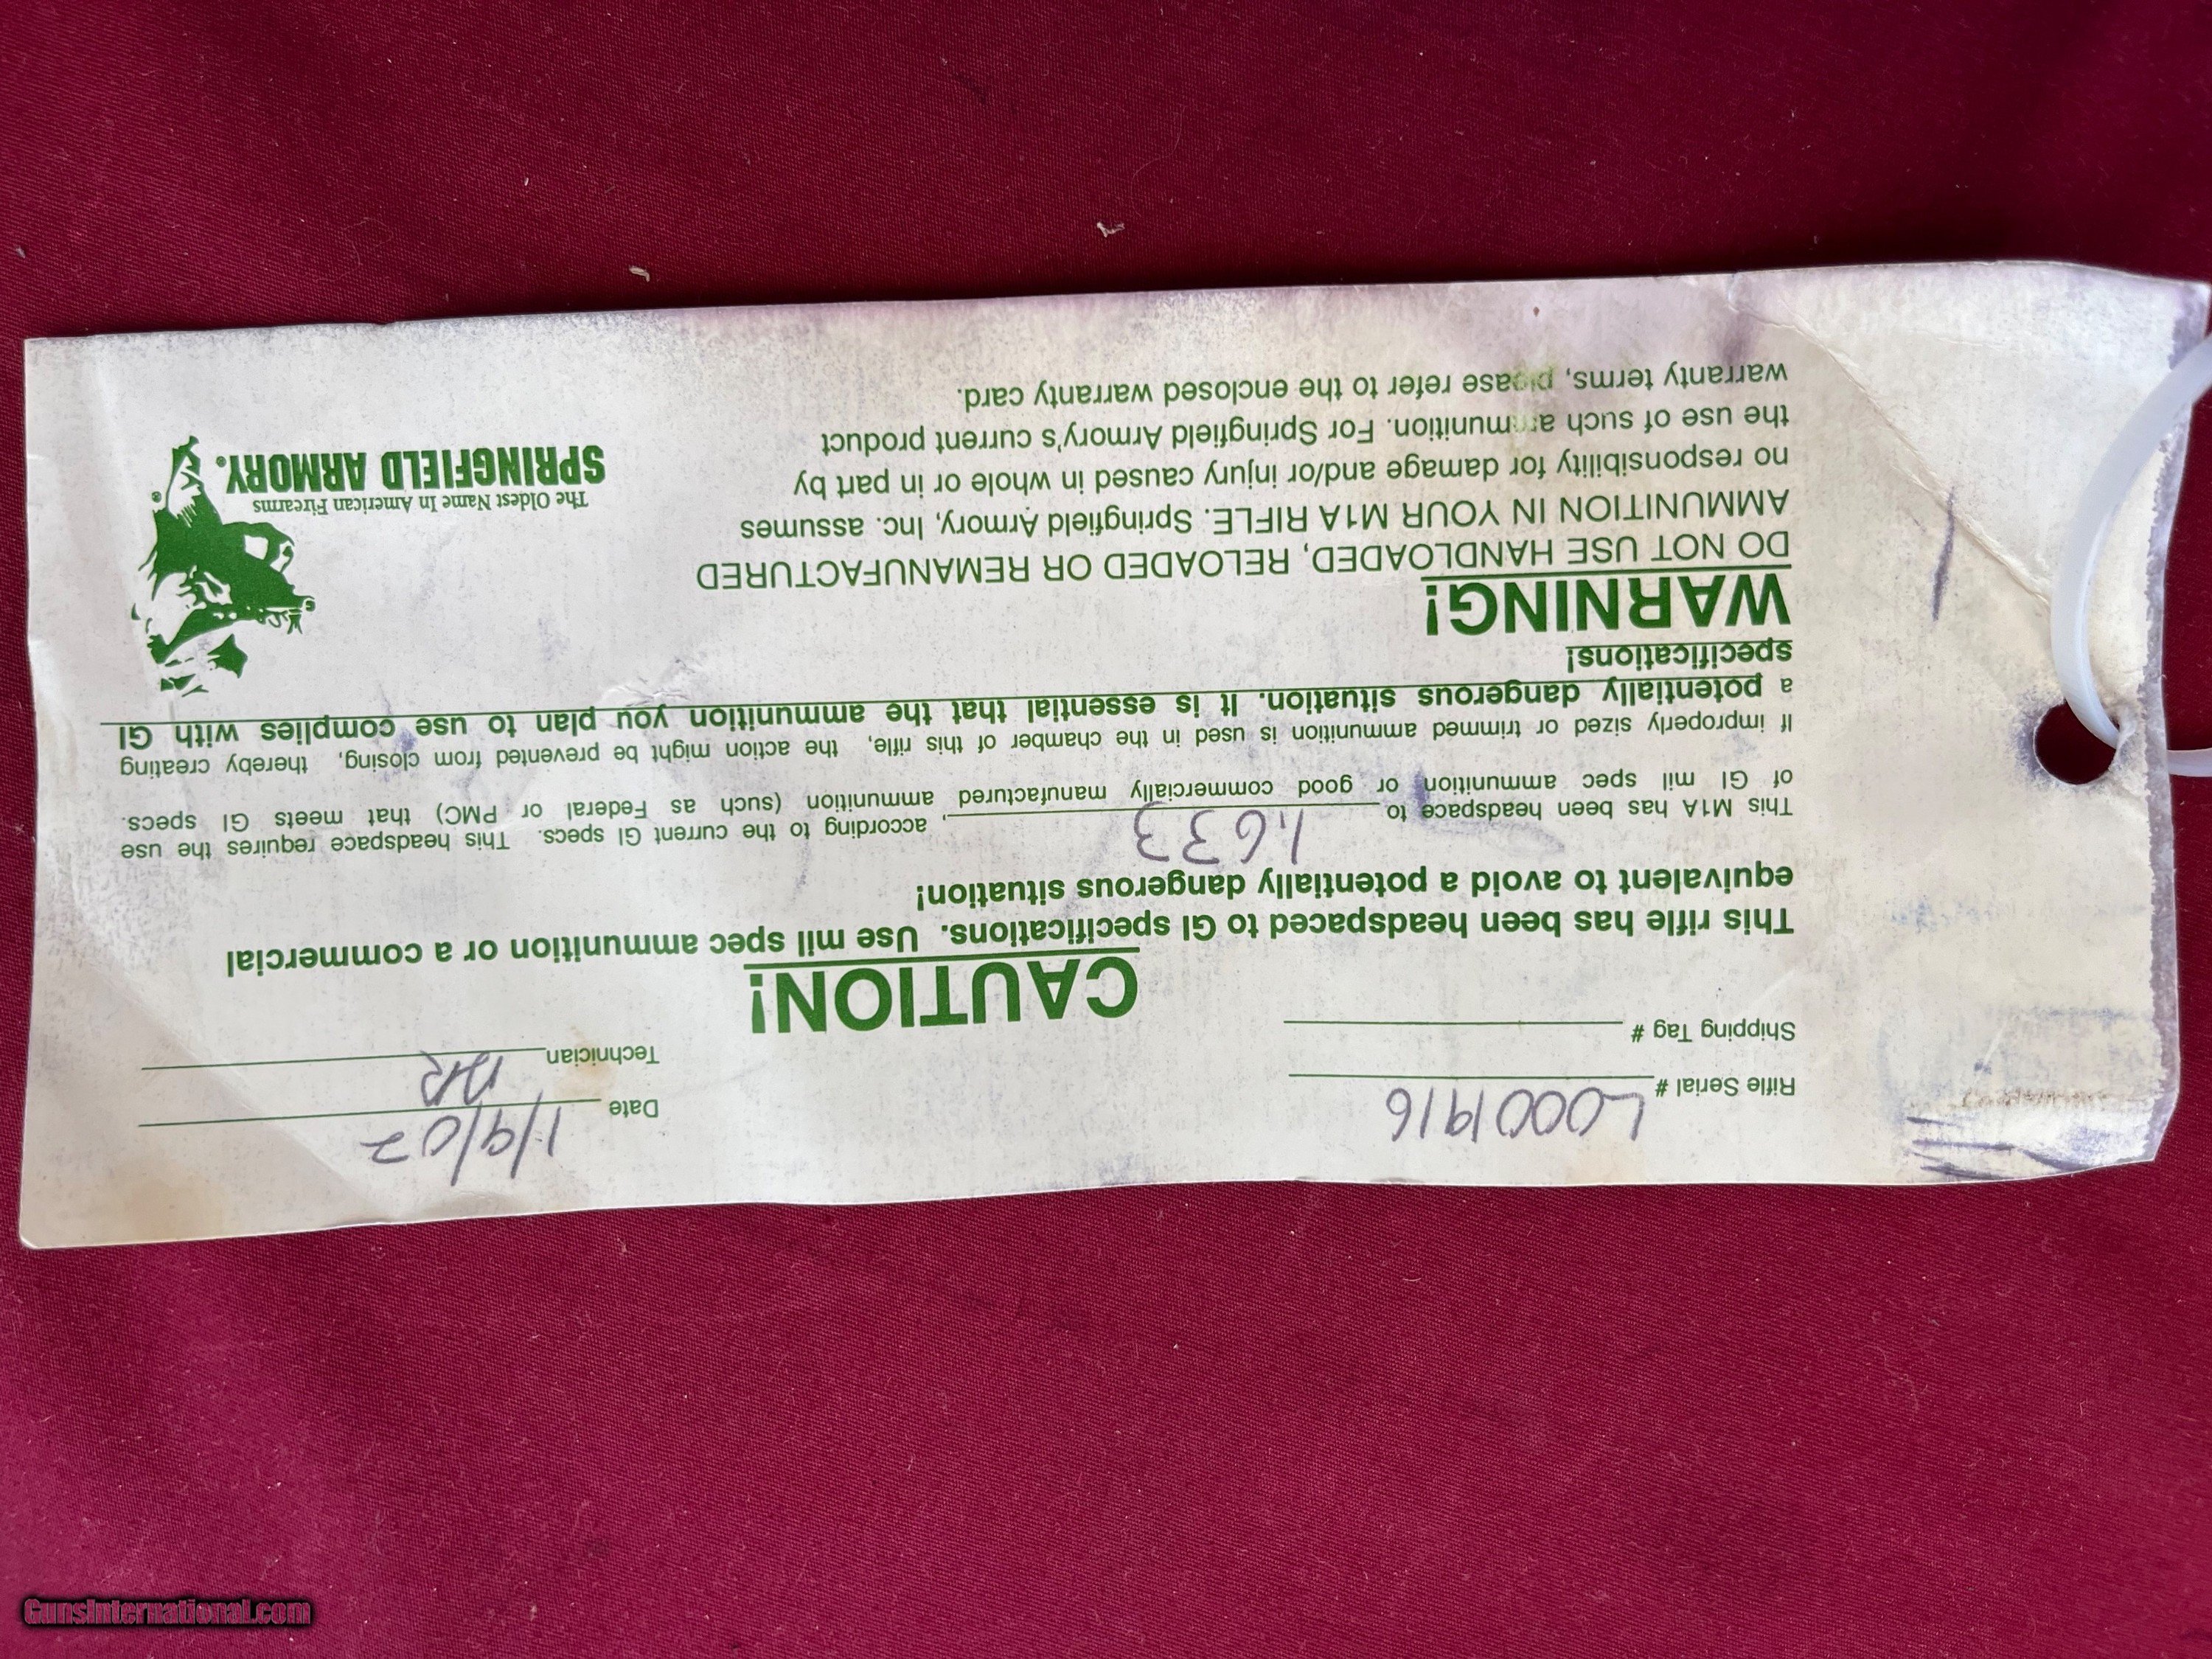 Rifle Serial # L0001916
Date 1/9/02
Shipping Tag #
Technician
CAUTION!
This rifle has been headspaced to GI specifications. Use mil spec ammunition or a commercial
equivalent to avoid a potentially dangerous situation!
This M1A has been headspace to 1.633, according to the current GI specs. This headspace requires the use
of GI mil spec ammunition or good commercially manufactured ammunition (such as Federal or PMC) that meets GI specs.
If improperly sized or trimmed ammunition is used in the chamber of this rifle, the action might be prevented from closing, thereby creating
a potentially dangerous situation. It is essential that the ammunition you plan to use complies with GI
specifications!
WARNING!
DO NOT USE HANDLOADED, RELOADED OR REMANUFACTURED
AMMUNITION IN YOUR M1A RIFLE. Springfield Armory, Inc. assumes
no responsibility for damage and/or injury caused in whole or in part by
the use of such ammunition. For Springfield Armory's current product
warranty terms, please refer to the enclosed warranty card.
The Oldest Name In American Firearms
SPRINGFIELD ARMORY®
GunsInternational.com